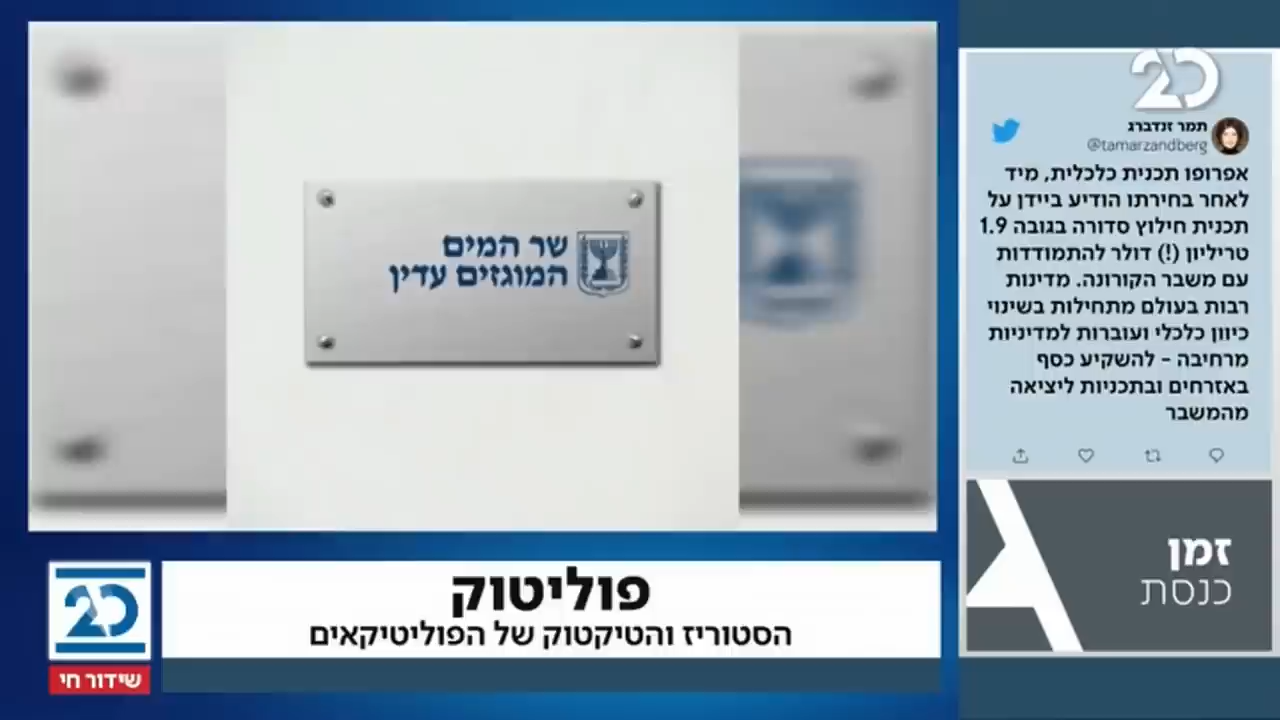 שר המים
המוגזים עדין
20
תמר זנדברג
@tamarzandberg
אפרופו תכנית כלכלית, מיד
לאחר בחירתו הודיע ביידן על
תכנית חילוץ סדורה בגובה 1.9
טריליון (!) דולר להתמודדות
עם משבר הקורונה. מדינות
רבות בעולם מתחילות בשינוי
כיוון כלכלי ועוברות למדיניות
מרחיבה - להשקיע כסף
באזרחים ובתכניות ליציאה
מהמשבר
זמן
כנסת
פוליטוק
הסטוריז והטיקטוק של הפוליטיקאים
20
שידור חי